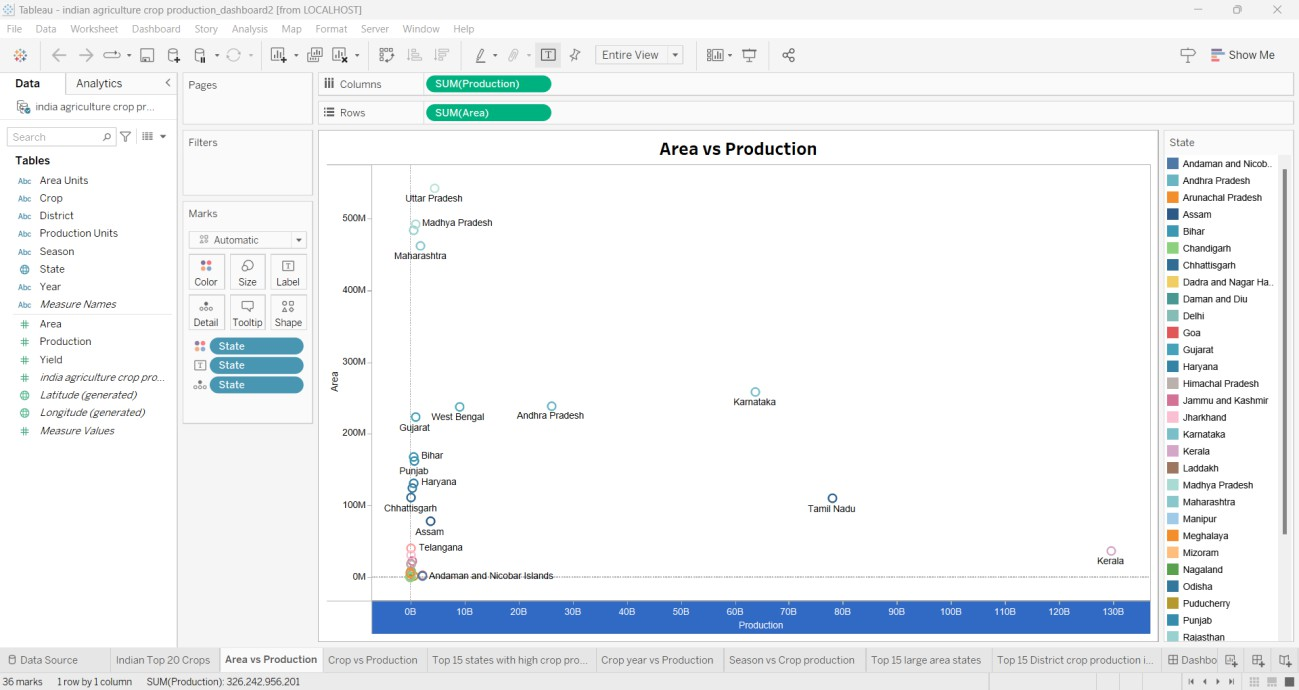 Tableau - indian agriculture crop production_dashboard2 [from LOCALHOST]
File Data Worksheet Dashboard Story Analysis Map Format Server Window Help
Entire View
Show Me
Data Analytics
india agriculture crop pr...
Search
Tables
Abc Area Units
Abc Crop
Abc District
Abc Production Units
Abc Season
State
Abc Year
Abc Measure Names
Area
Production
Yield
india agriculture crop pro...
Latitude (generated)
Longitude (generated)
Measure Values
Pages
Filters
Marks
Automatic
Color Size Label
Detail Tooltip Shape
State
State
State
Columns SUM(Production)
Rows SUM(Area)
Area vs Production
Area
500M
400M
300M
200M
100M
0M
Uttar Pradesh
Madhya Pradesh
Maharashtra
Karnataka
West Bengal
Andhra Pradesh
Gujarat
Bihar
Punjab
Haryana
Tamil Nadu
Chhattisgarh
Assam
Telangana
Kerala
Andaman and Nicobar Islands
0B 10B 20B 30B 40B 50B 60B 70B 80B 90B 100B 110B 120B 130B
Production
State
Andaman and Nicob..
Andhra Pradesh
Arunachal Pradesh
Assam
Bihar
Chandigarh
Chhattisgarh
Dadra and Nagar Ha..
Daman and Diu
Delhi
Goa
Gujarat
Haryana
Himachal Pradesh
Jammu and Kashmir
Jharkhand
Karnataka
Kerala
Laddakh
Madhya Pradesh
Maharashtra
Manipur
Meghalaya
Mizoram
Nagaland
Odisha
Puducherry
Punjab
Rajasthan
Data Source Indian Top 20 Crops Area vs Production Crop vs Production Top 15 states with high crop pro... Crop year vs Production Season vs Crop production Top 15 large area states Top 15 District crop production i... Dashbo
36 marks 1 row by 1 column SUM(Production): 326,242,956,201